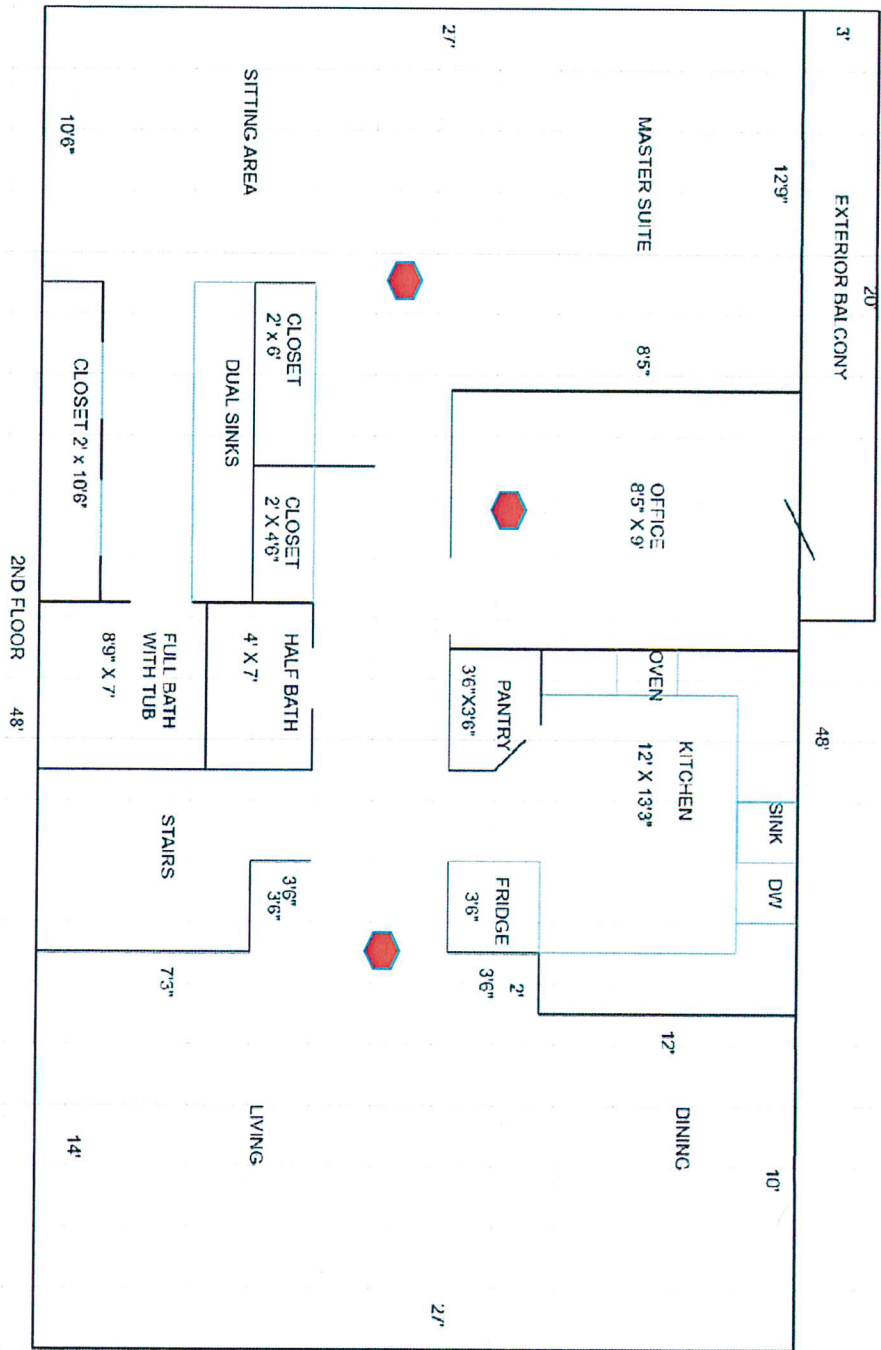 3'
20'
EXTERIOR BALCONY
27'
12'9"
MASTER SUITE
SITTING AREA
10'6"
8'5"
OFFICE
8'5" X 9'
CLOSET
2' x 6'
CLOSET
2' X 4'6"
DUAL SINKS
CLOSET 2' x 10'6"
48'
OVEN
KITCHEN
12' X 13'3"
SINK
DW
PANTRY
3'6"X3'6"
FRIDGE
3'6"
2'
3'6"
HALF BATH
4' X 7'
FULL BATH
WITH TUB
8'9" X 7'
STAIRS
3'6"
3'6"
7'3"
12'
DINING
10'
LIVING
14'
27'
2ND FLOOR
48'